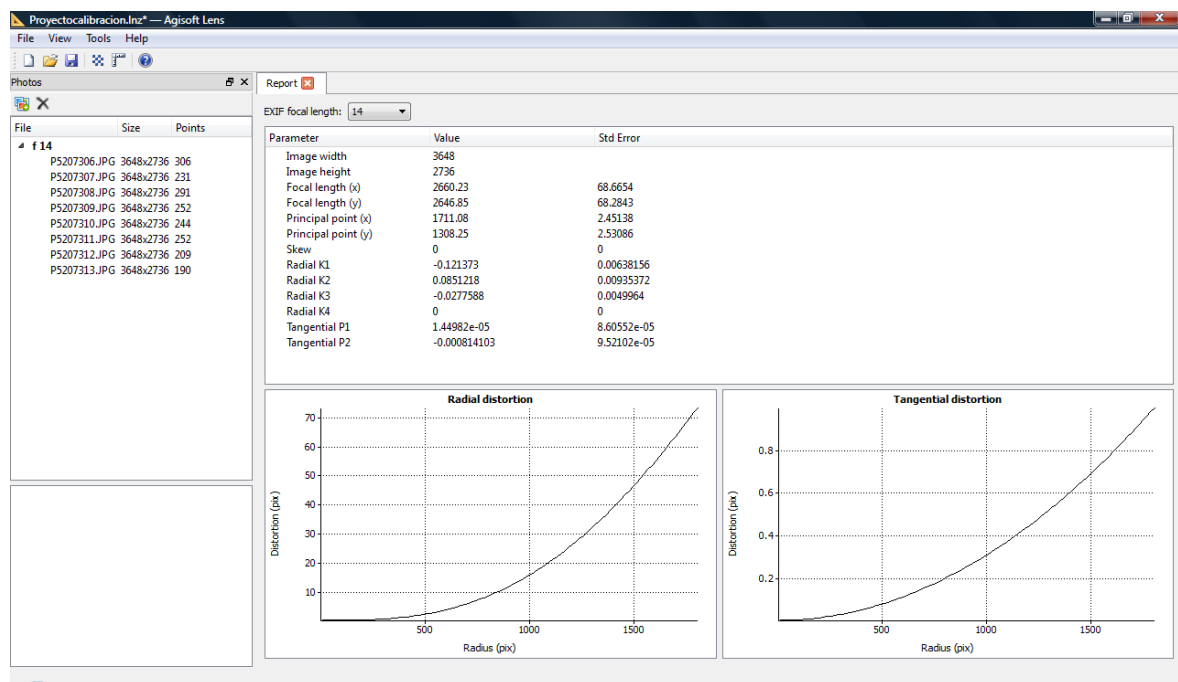 Proyectocalibracion.lnz* — Agisoft Lens
File View Tools Help
Photos
File Size Points
f 14
P5207306.JPG 3648x2736 306
P5207307.JPG 3648x2736 231
P5207308.JPG 3648x2736 291
P5207309.JPG 3648x2736 252
P5207310.JPG 3648x2736 244
P5207311.JPG 3648x2736 252
P5207312.JPG 3648x2736 209
P5207313.JPG 3648x2736 190
Report
EXIF focal length: 14
Parameter Value Std Error
Image width 3648
Image height 2736
Focal length (x) 2660.23 68.6654
Focal length (y) 2646.85 68.2843
Principal point (x) 1711.08 2.45138
Principal point (y) 1308.25 2.53086
Skew 0 0
Radial K1 -0.121373 0.00638156
Radial K2 0.0851218 0.00935372
Radial K3 -0.0277588 0.0049964
Radial K4 0 0
Tangential P1 1.44982e-05 8.60552e-05
Tangential P2 -0.000814103 9.52102e-05
Radial distortion
70
60
50
40
30
20
10
Distortion (pix)
500 1000 1500
Radius (pix)
Tangential distortion
0.8
0.6
0.4
0.2
Distortion (pix)
500 1000 1500
Radius (pix)